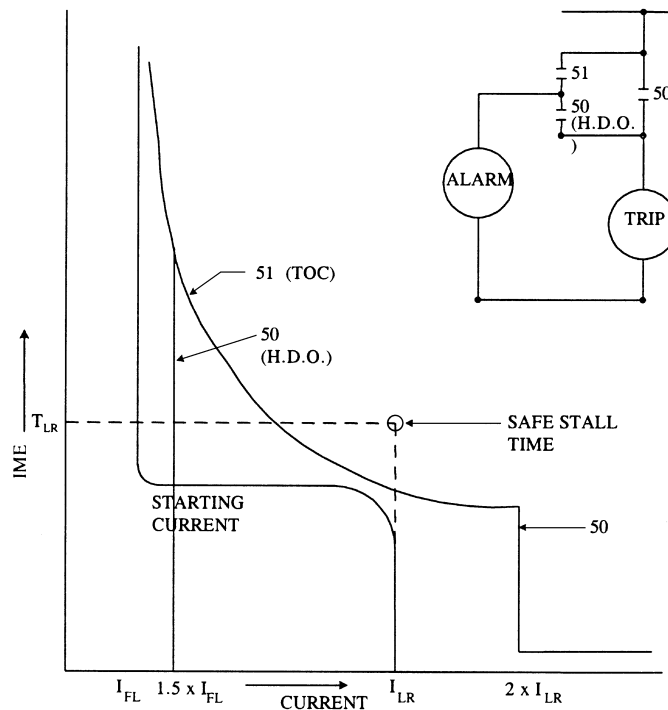 51
50
50
(H.D.O.
)
ALARM
TRIP
51 (TOC)
50
(H.D.O.)
T_LR
SAFE STALL
TIME
IME
STARTING
CURRENT
50
I_FL 1.5 x I_FL CURRENT I_LR 2 x I_LR